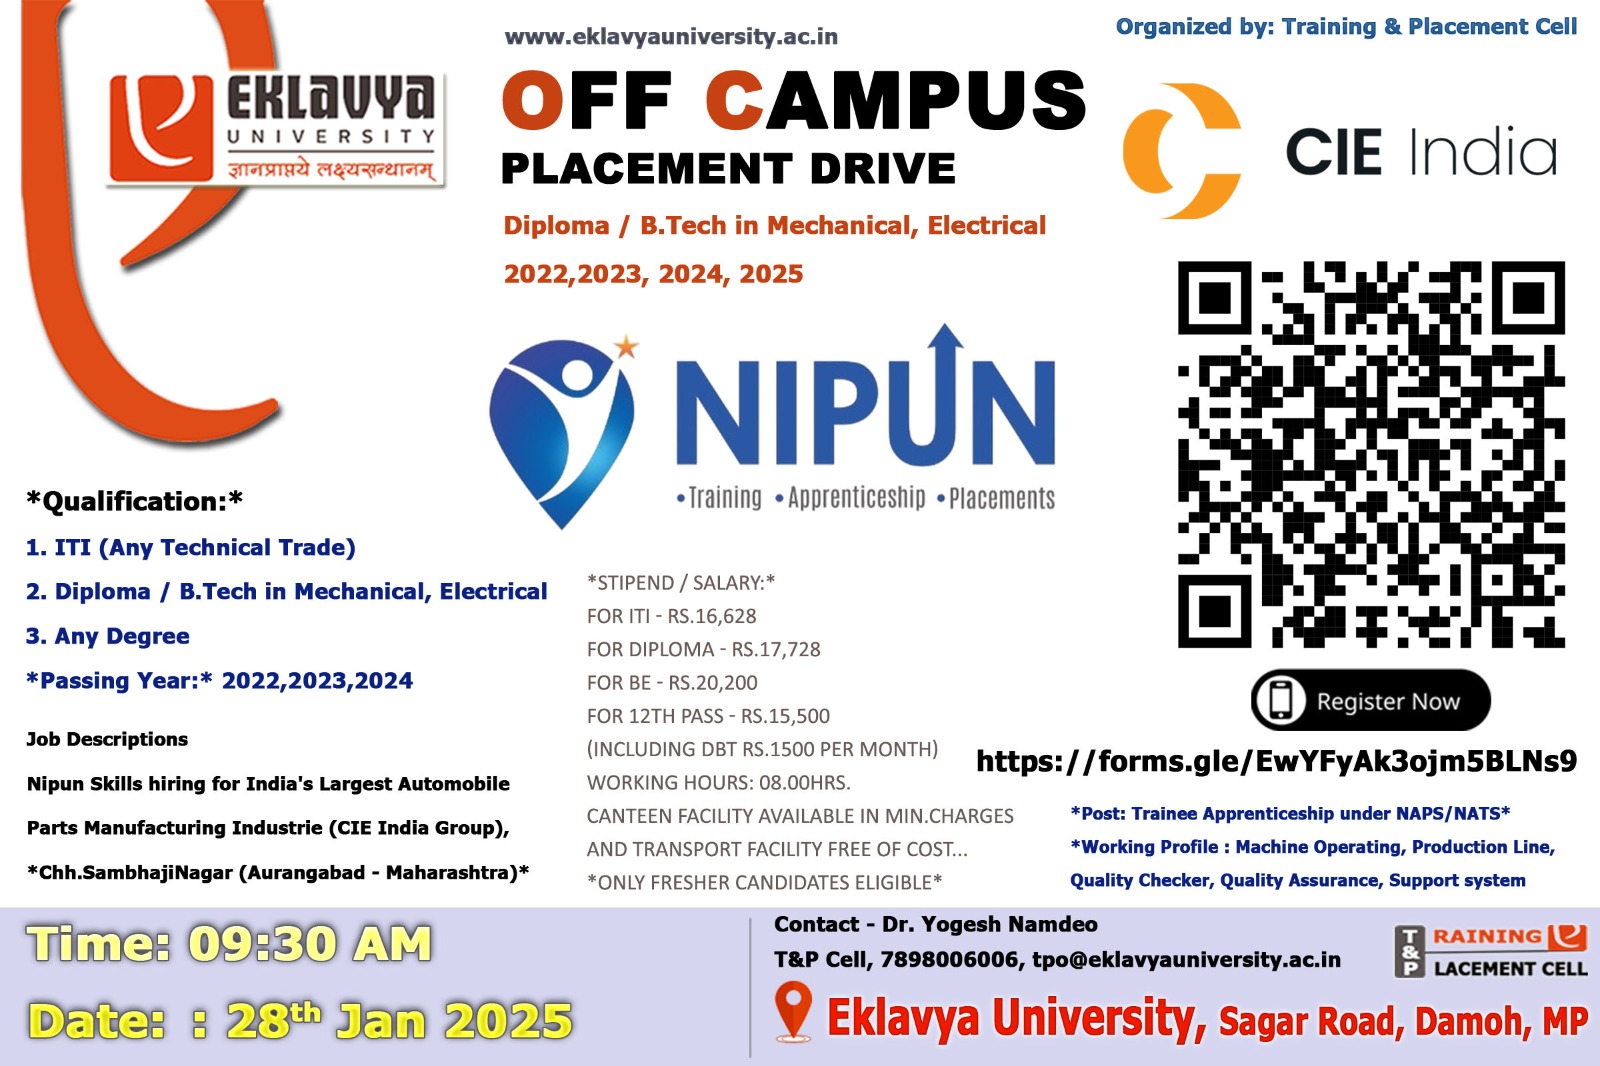 www.eklavyauniversity.ac.in
Organized by: Training & Placement Cell
EKLAVYA
UNIVERSITY
ज्ञानप्राप्तये लक्ष्यसन्धानम्
OFF CAMPUS
PLACEMENT DRIVE
Diploma / B.Tech in Mechanical, Electrical
2022,2023, 2024, 2025
CIE India
NIPUN
•Training •Apprenticeship •Placements
*Qualification:*
1. ITI (Any Technical Trade)
2. Diploma / B.Tech in Mechanical, Electrical
3. Any Degree
*Passing Year:* 2022,2023,2024
Job Descriptions
Nipun Skills hiring for India's Largest Automobile
Parts Manufacturing Industrie (CIE India Group),
*Chh.SambhajiNagar (Aurangabad - Maharashtra)*
*STIPEND / SALARY:*
FOR ITI - RS.16,628
FOR DIPLOMA - RS.17,728
FOR BE - RS.20,200
FOR 12TH PASS - RS.15,500
(INCLUDING DBT RS.1500 PER MONTH)
WORKING HOURS: 08.00HRS.
CANTEEN FACILITY AVAILABLE IN MIN.CHARGES
AND TRANSPORT FACILITY FREE OF COST...
*ONLY FRESHER CANDIDATES ELIGIBLE*
Register Now
https://forms.gle/EwYFyAk3ojm5BLNs9
*Post: Trainee Apprenticeship under NAPS/NATS*
*Working Profile : Machine Operating, Production Line,
Quality Checker, Quality Assurance, Support system
Time: 09:30 AM
Date: : 28th Jan 2025
Contact - Dr. Yogesh Namdeo
T&P Cell, 7898006006, tpo@eklavyauniversity.ac.in
Eklavya University, Sagar Road, Damoh, MP
T&P
RAINING
LACEMENT CELL